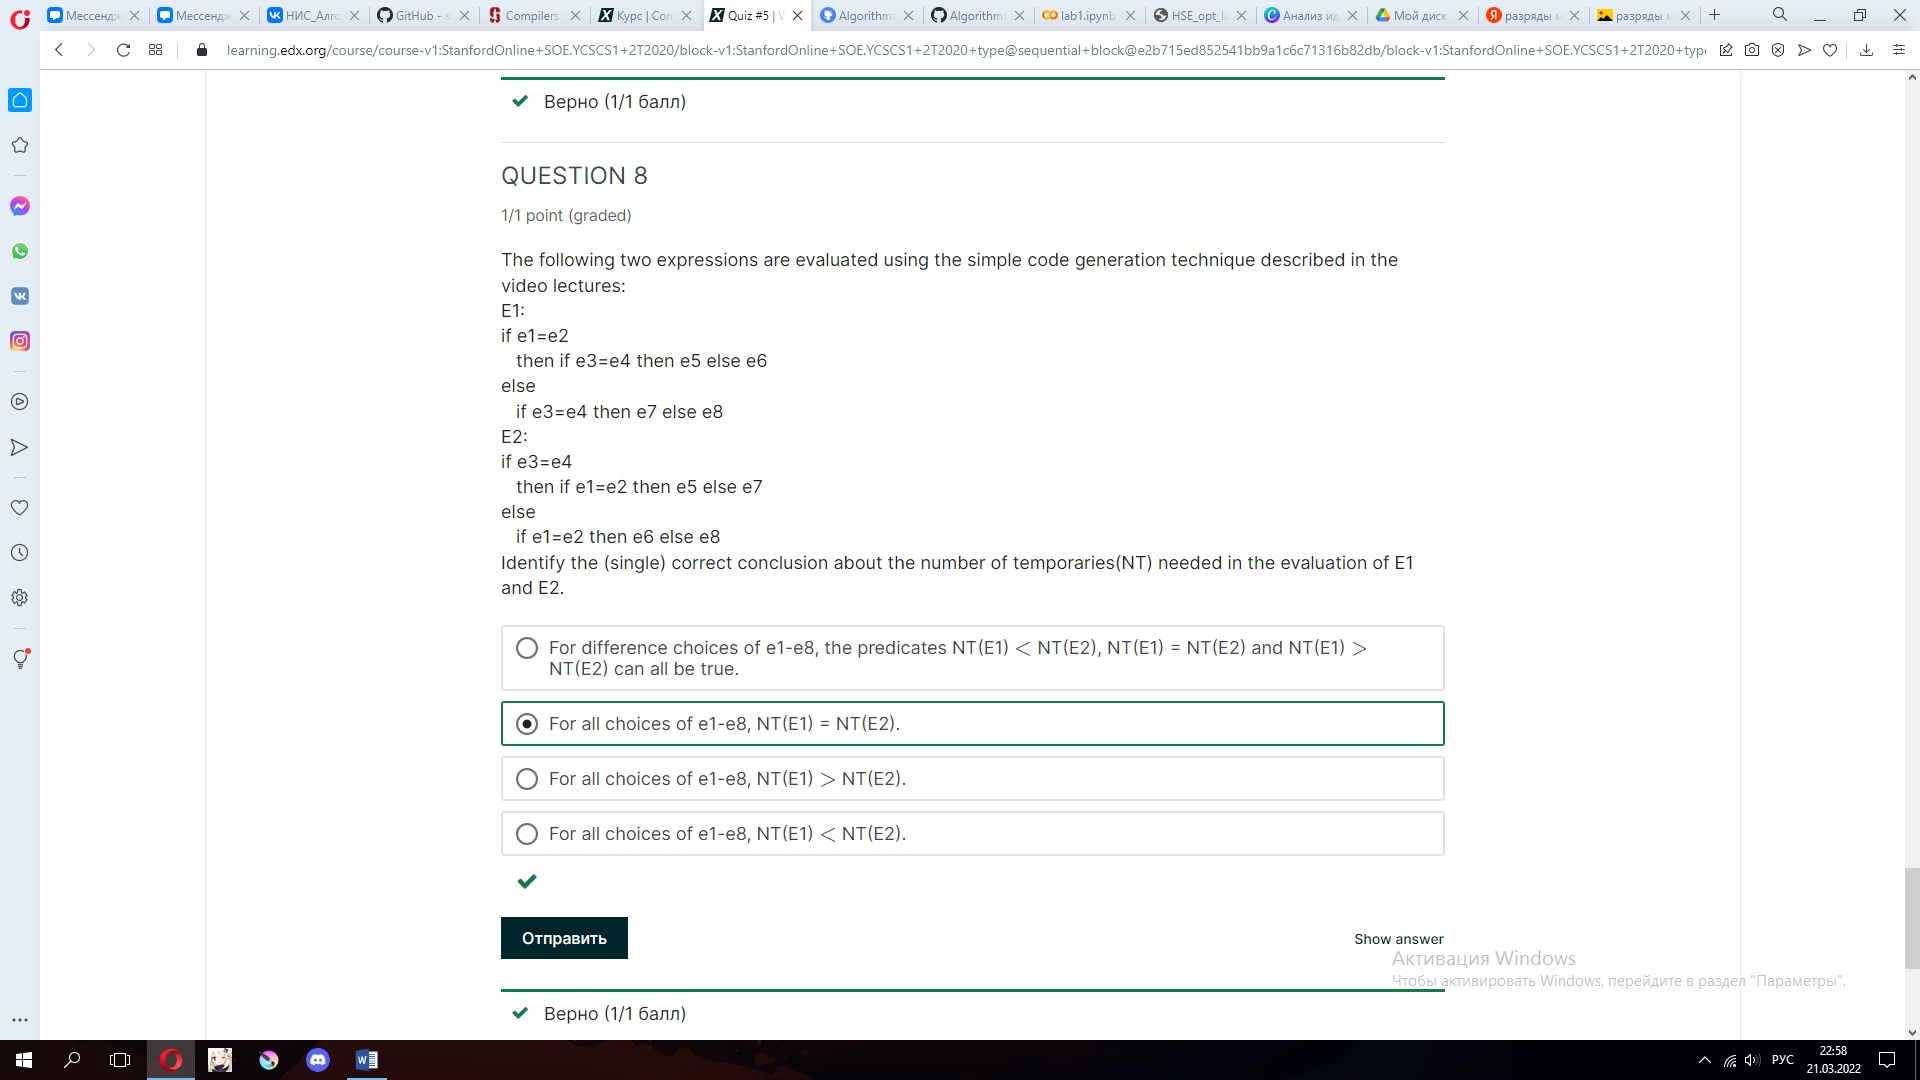 Мессендж
Мессендж
НИС_Алго
GitHub - s
Compilers
Курс | Con
Quiz #5 | W
Algorithms
Algorithms
lab1.ipynb
HSE_opt_la
Анализ ид
Мой диск
разряды м
разряды м
learning.edx.org/course/course-v1:StanfordOnline+SOE.YCSCS1+2T2020/block-v1:StanfordOnline+SOE.YCSCS1+2T2020+type@sequential+block@e2b715ed852541bb9a1c6c71316b82db/block-v1:StanfordOnline+SOE.YCSCS1+2T2020+typ
Верно (1/1 балл)
QUESTION 8
1/1 point (graded)
The following two expressions are evaluated using the simple code generation technique described in the
video lectures:
E1:
if e1=e2
then if e3=e4 then e5 else e6
else
if e3=e4 then e7 else e8
E2:
if e3=e4
then if e1=e2 then e5 else e7
else
if e1=e2 then e6 else e8
Identify the (single) correct conclusion about the number of temporaries(NT) needed in the evaluation of E1
and E2.
For difference choices of e1-e8, the predicates NT(E1) < NT(E2), NT(E1) = NT(E2) and NT(E1) >
NT(E2) can all be true.
For all choices of e1-e8, NT(E1) = NT(E2).
For all choices of e1-e8, NT(E1) > NT(E2).
For all choices of e1-e8, NT(E1) < NT(E2).
Отправить
Show answer
Активация Windows
Чтобы активировать Windows, перейдите в раздел "Параметры".
Верно (1/1 балл)
РУС
22:58
21.03.2022